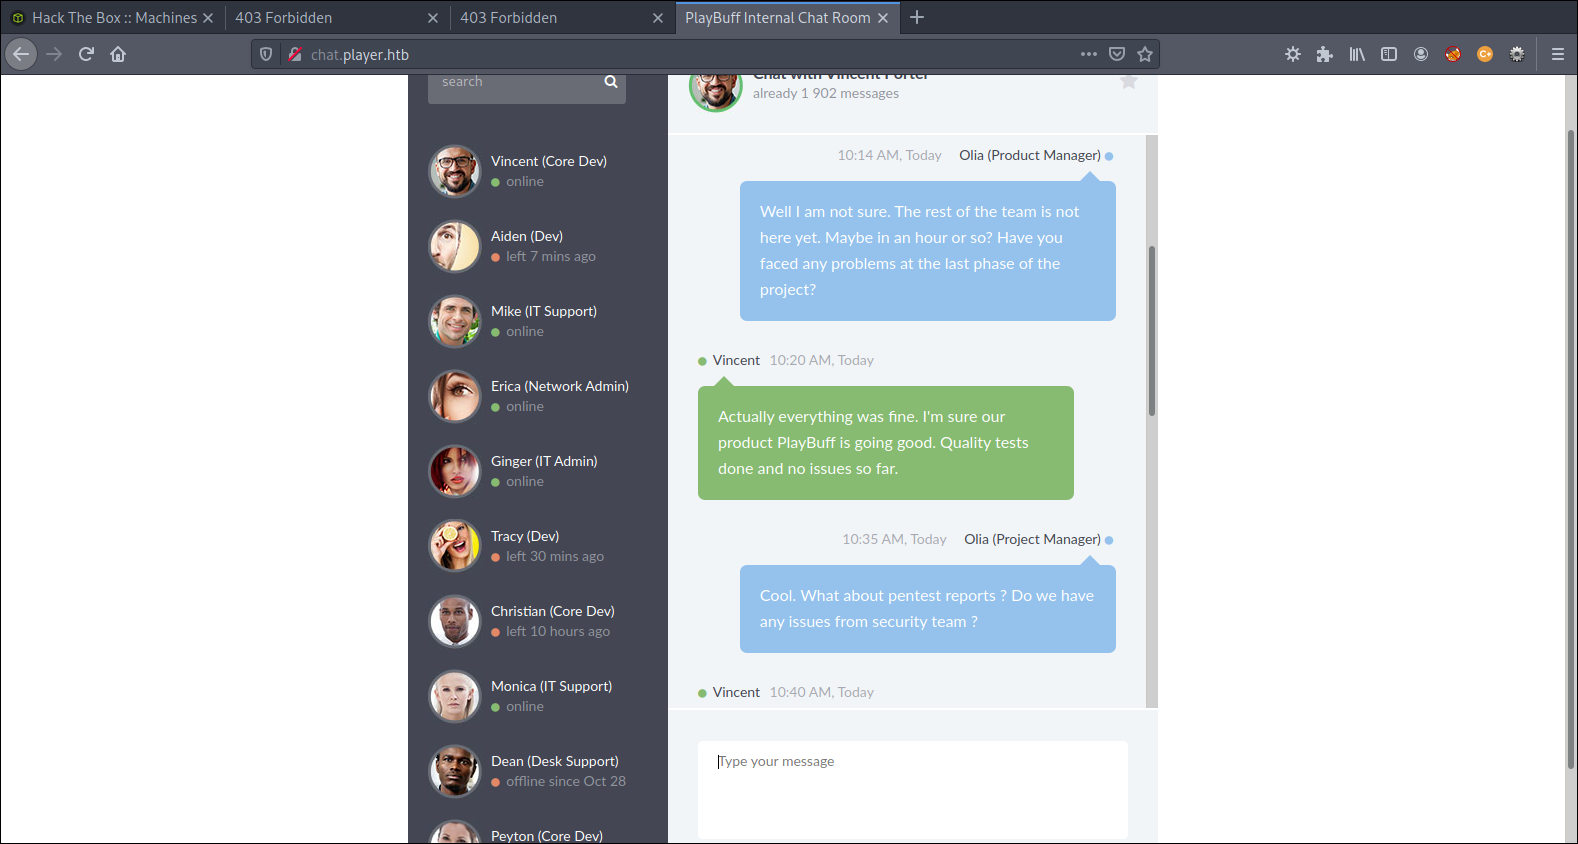 Hack The Box :: Machines
403 Forbidden
403 Forbidden
PlayBuff Internal Chat Room
chat.player.htb
search
Vincent (Core Dev)
online
Aiden (Dev)
left 7 mins ago
Mike (IT Support)
online
Erica (Network Admin)
online
Ginger (IT Admin)
online
Tracy (Dev)
left 30 mins ago
Christian (Core Dev)
left 10 hours ago
Monica (IT Support)
online
Dean (Desk Support)
offline since Oct 28
Peyton (Core Dev)
Chat with Vincent Porter
already 1 902 messages
10:14 AM, Today Olia (Product Manager)
Well I am not sure. The rest of the team is not
here yet. Maybe in an hour or so? Have you
faced any problems at the last phase of the
project?
Vincent 10:20 AM, Today
Actually everything was fine. I'm sure our
product PlayBuff is going good. Quality tests
done and no issues so far.
10:35 AM, Today Olia (Project Manager)
Cool. What about pentest reports ? Do we have
any issues from security team ?
Vincent 10:40 AM, Today
Type your message